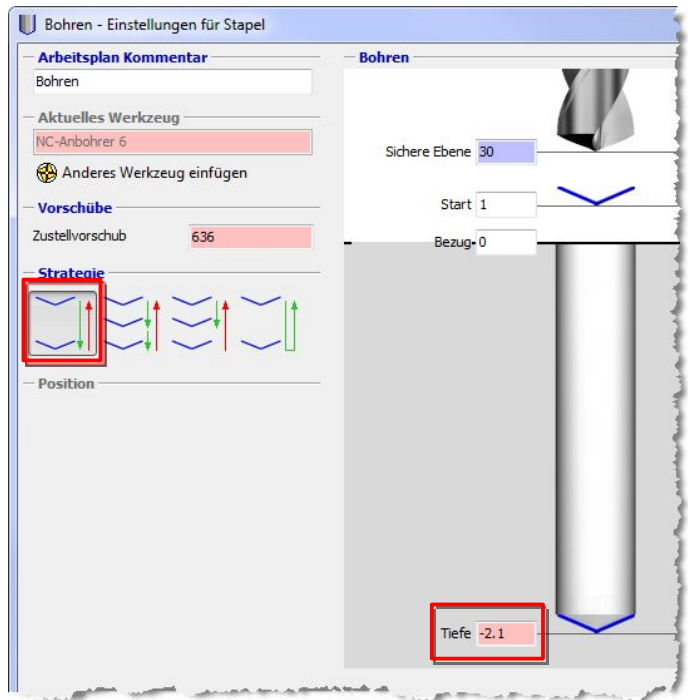 Bohren - Einstellungen für Stapel
Arbeitsplan Kommentar
Bohren
Aktuelles Werkzeug
NC-Anbohrer 6
Anderes Werkzeug einfügen
Vorschübe
Zustellvorschub 636
Strategie
Position
Bohren
Sichere Ebene 30
Start 1
Bezug 0
Tiefe -2.1